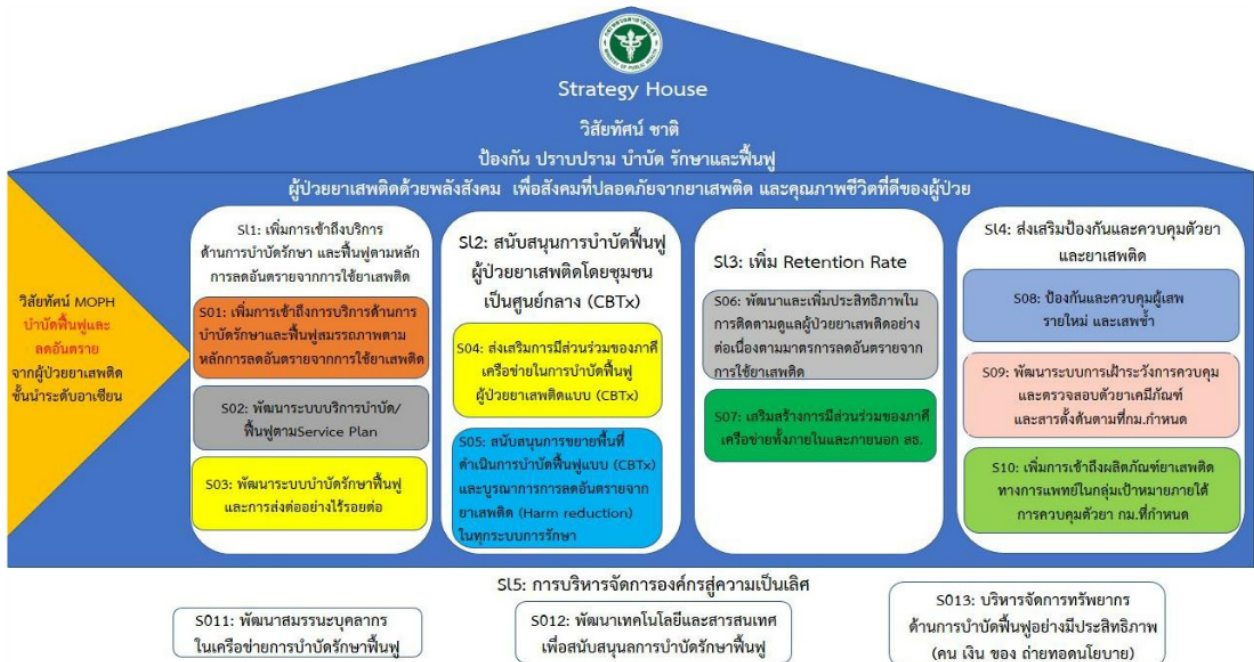 กระทรวงสาธารณสุข
MINISTRY OF PUBLIC HEALTH
Strategy House
วิสัยทัศน์ ชาติ
ป้องกัน ปราบปราม บำบัด รักษาและฟื้นฟู
ผู้ป่วยยาเสพติดด้วยพลังสังคม เพื่อสังคมที่ปลอดภัยจากยาเสพติด และคุณภาพชีวิตที่ดีของผู้ป่วย
วิสัยทัศน์ MOPH
บำบัดฟื้นฟูและ
ลดอันตราย
จากผู้ป่วยยาเสพติด
ชั้นนำระดับอาเซียน
SI1: เพิ่มการเข้าถึงบริการ
ด้านการบำบัดรักษา และฟื้นฟูตามหลัก
การลดอันตรายจากการใช้ยาเสพติด
S01: เพิ่มการเข้าถึงการบริการด้านการ
บำบัดรักษาและฟื้นฟูสมรรถภาพตาม
หลักการลดอันตรายจากการใช้ยาเสพติด
S02: พัฒนาระบบบริการบำบัด/
ฟื้นฟูตามService Plan
S03: พัฒนาระบบบำบัดรักษาฟื้นฟู
และการส่งต่ออย่างไร้รอยต่อ
Sl2: สนับสนุนการบำบัดฟื้นฟู
ผู้ป่วยยาเสพติดโดยชุมชน
เป็นศูนย์กลาง (CBTx)
S04: ส่งเสริมการมีส่วนร่วมของภาคี
เครือข่ายในการบำบัดฟื้นฟู
ผู้ป่วยยาเสพติดแบบ (CBTx)
S05: สนับสนุนการขยายพื้นที่
ดำเนินการบำบัดฟื้นฟูแบบ (CBTx)
และบูรณาการการลดอันตรายจาก
ยาเสพติด (Harm reduction)
ในทุกระบบการรักษา
Sl3: เพิ่ม Retention Rate
S06: พัฒนาและเพิ่มประสิทธิภาพใน
การติดตามดูแลผู้ป่วยยาเสพติดอย่าง
ต่อเนื่องตามมาตรการลดอันตรายจาก
การใช้ยาเสพติด
S07: เสริมสร้างการมีส่วนร่วมของภาคี
เครือข่ายทั้งภายในและภายนอก สธ.
Sl4: ส่งเสริมป้องกันและควบคุมตัวยา
และยาเสพติด
S08: ป้องกันและควบคุมผู้เสพ
รายใหม่ และเสพซ้ำ
S09: พัฒนาระบบการเฝ้าระวังการควบคุม
และตรวจสอบตัวยาเคมีภัณฑ์
และสารตั้งต้นตามที่กม.กำหนด
S10: เพิ่มการเข้าถึงผลิตภัณฑ์ยาเสพติด
ทางการแพทย์ในกลุ่มเป้าหมายภายใต้
การควบคุมตัวยา กม.ที่กำหนด
Sl5: การบริหารจัดการองค์กรสู่ความเป็นเลิศ
S011: พัฒนาสมรรนะบุคลากร
ในเครือข่ายการบำบัดรักษาฟื้นฟู
S012: พัฒนาเทคโนโลยีและสารสนเทศ
เพื่อสนับสนุนลการบำบัดรักษาฟื้นฟู
S013: บริหารจัดการทรัพยากร
ด้านการบำบัดฟื้นฟูอย่างมีประสิทธิภาพ
(คน เงิน ของ ถ่ายทอดนโยบาย)